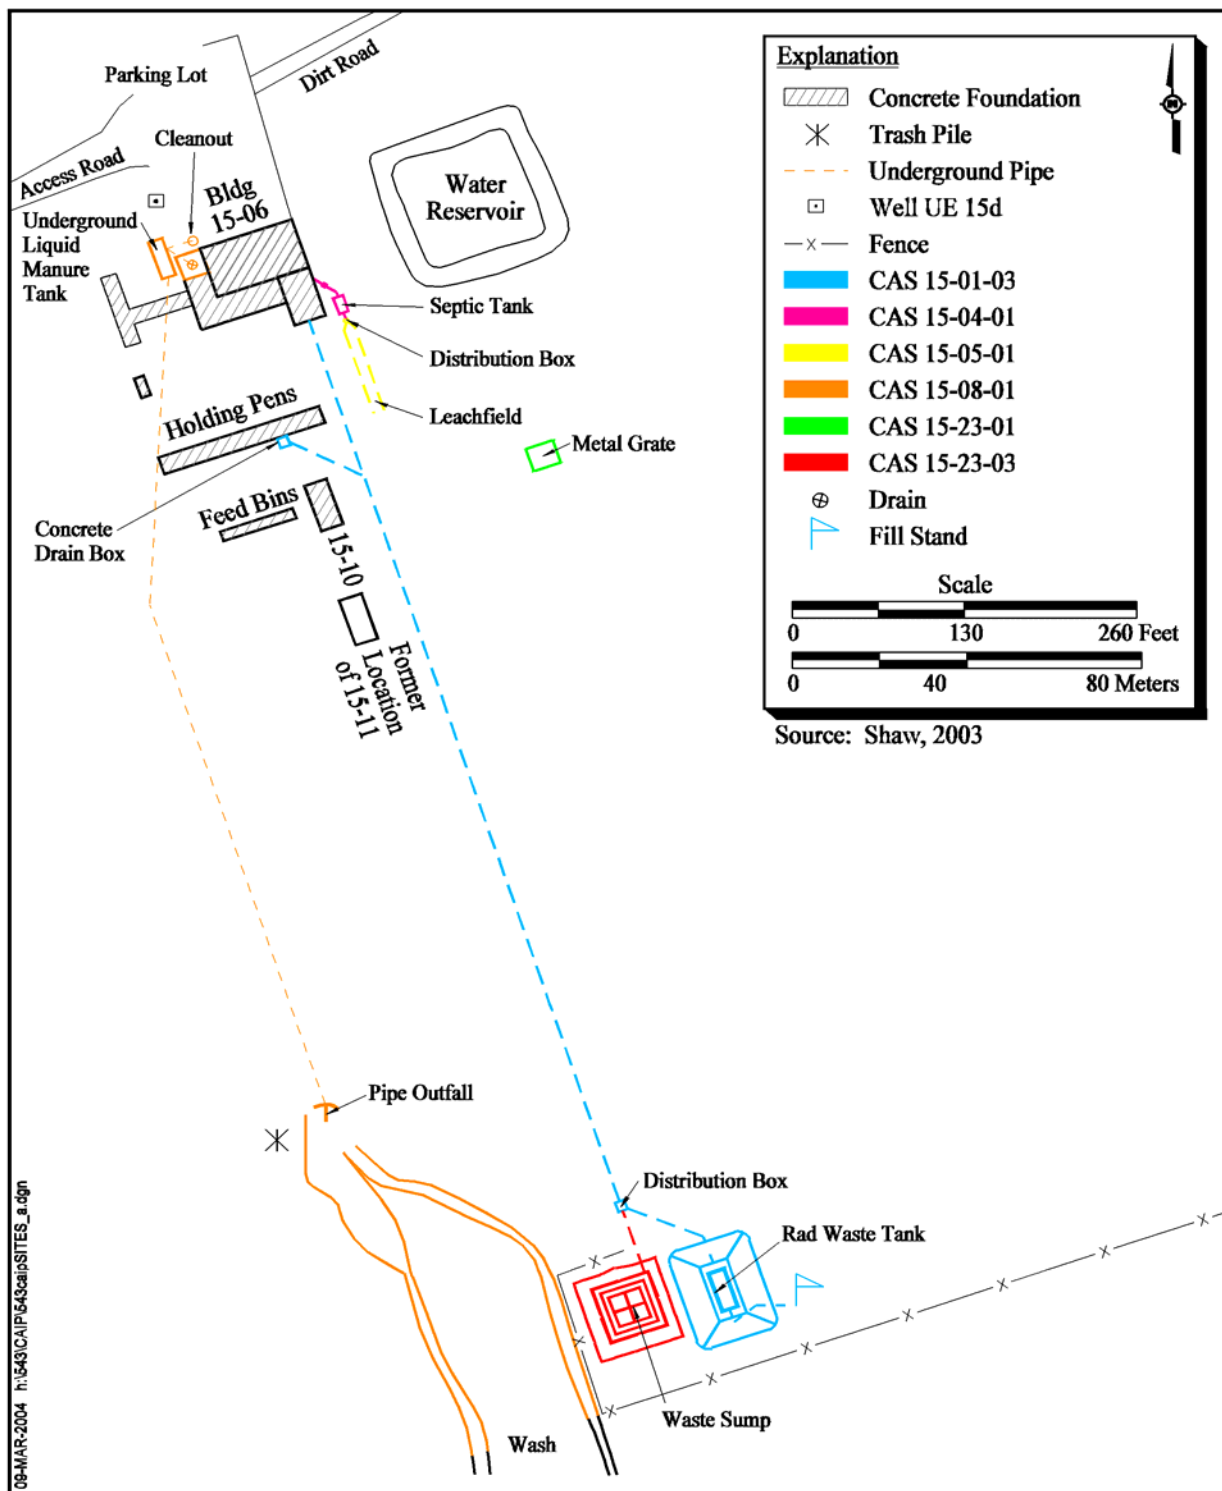 Parking Lot
Dirt Road
Cleanout
Access Road
Bldg
15-06
Underground
Liquid
Manure
Tank
Water
Reservoir
Septic Tank
Distribution Box
Leachfield
Holding Pens
Metal Grate
Feed Bins
Concrete
Drain Box
15-10
Former
Location
of 15-11
Pipe Outfall
Distribution Box
Rad Waste Tank
Waste Sump
Wash
Explanation
N
Concrete Foundation
Trash Pile
Underground Pipe
Well UE 15d
Fence
CAS 15-01-03
CAS 15-04-01
CAS 15-05-01
CAS 15-08-01
CAS 15-23-01
CAS 15-23-03
Drain
Fill Stand
Scale
0 130 260 Feet
0 40 80 Meters
Source: Shaw, 2003
09-MAR-2004 h:\543\CAIP\543caipSITES_a.dgn